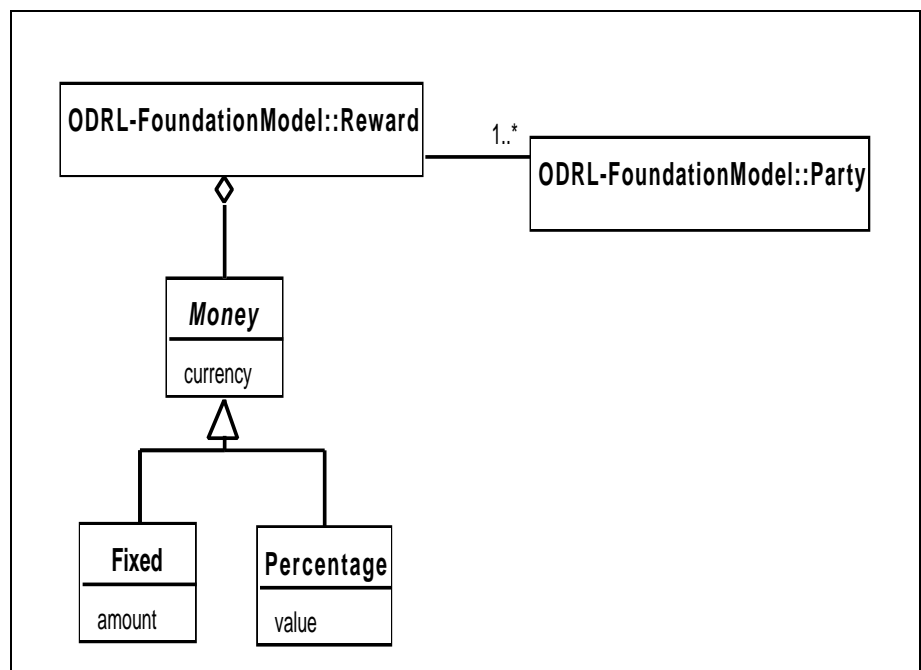 ODRL-FoundationModel::Reward
1..*
ODRL-FoundationModel::Party
Money
currency
Fixed
amount
Percentage
value